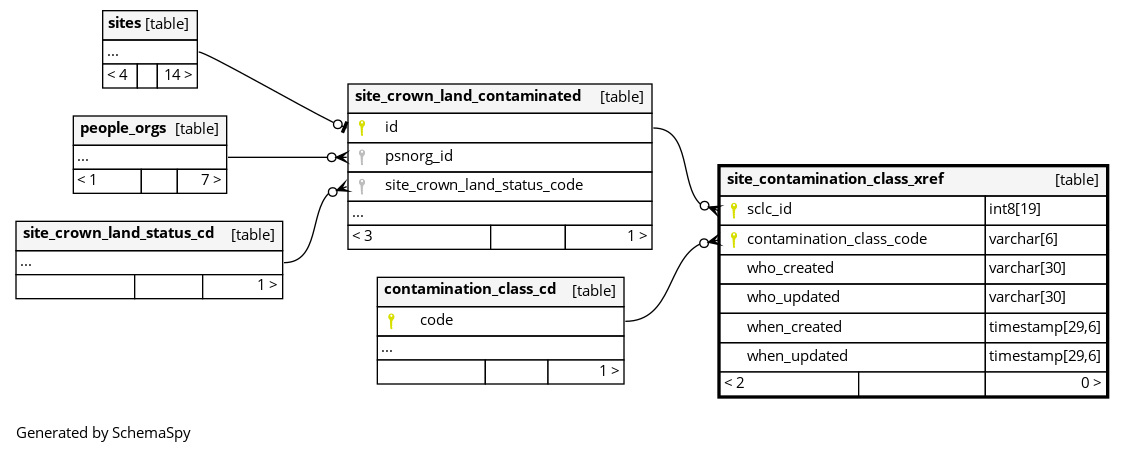 sites [table]
...
< 4 14 >
people_orgs [table]
...
< 1 7 >
site_crown_land_status_cd [table]
...
1 >
site_crown_land_contaminated [table]
id
psnorg_id
site_crown_land_status_code
...
< 3 1 >
contamination_class_cd [table]
code
...
1 >
site_contamination_class_xref [table]
sclc_id int8[19]
contamination_class_code varchar[6]
who_created varchar[30]
who_updated varchar[30]
when_created timestamp[29,6]
when_updated timestamp[29,6]
< 2 0 >
Generated by SchemaSpy